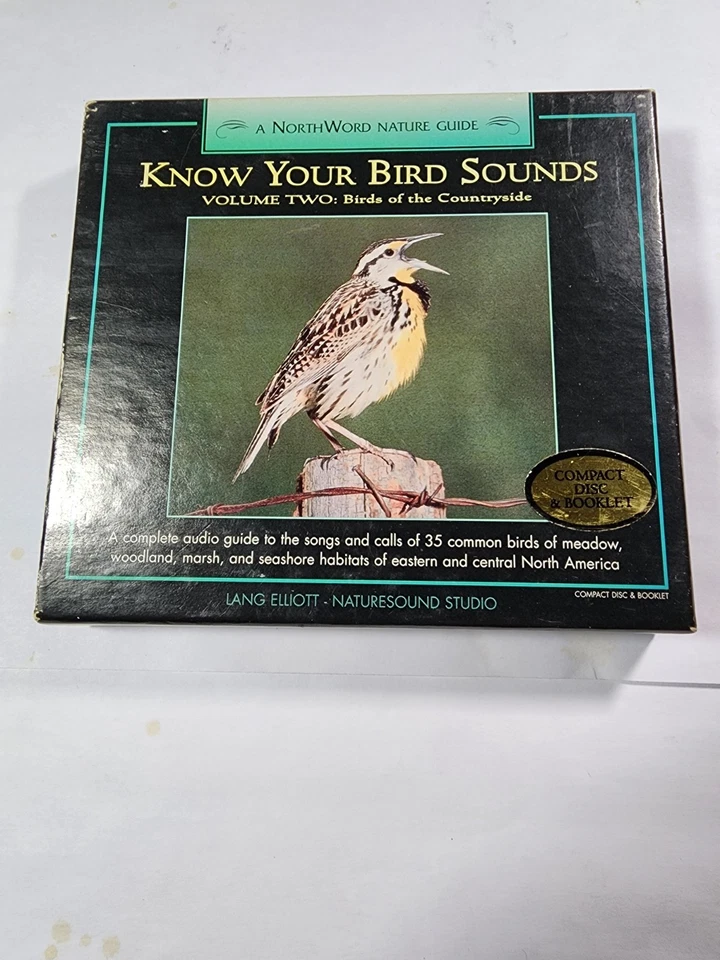 A NORTHWORD NATURE GUIDE
KNOW YOUR BIRD SOUNDS
VOLUME TWO: Birds of the Countryside
COMPACT
DISC
& BOOKLET
A complete audio guide to the songs and calls of 35 common birds of meadow,
woodland, marsh, and seashore habitats of eastern and central North America
COMPACT DISC & BOOKLET
LANG ELLIOTT - NATURESOUND STUDIO